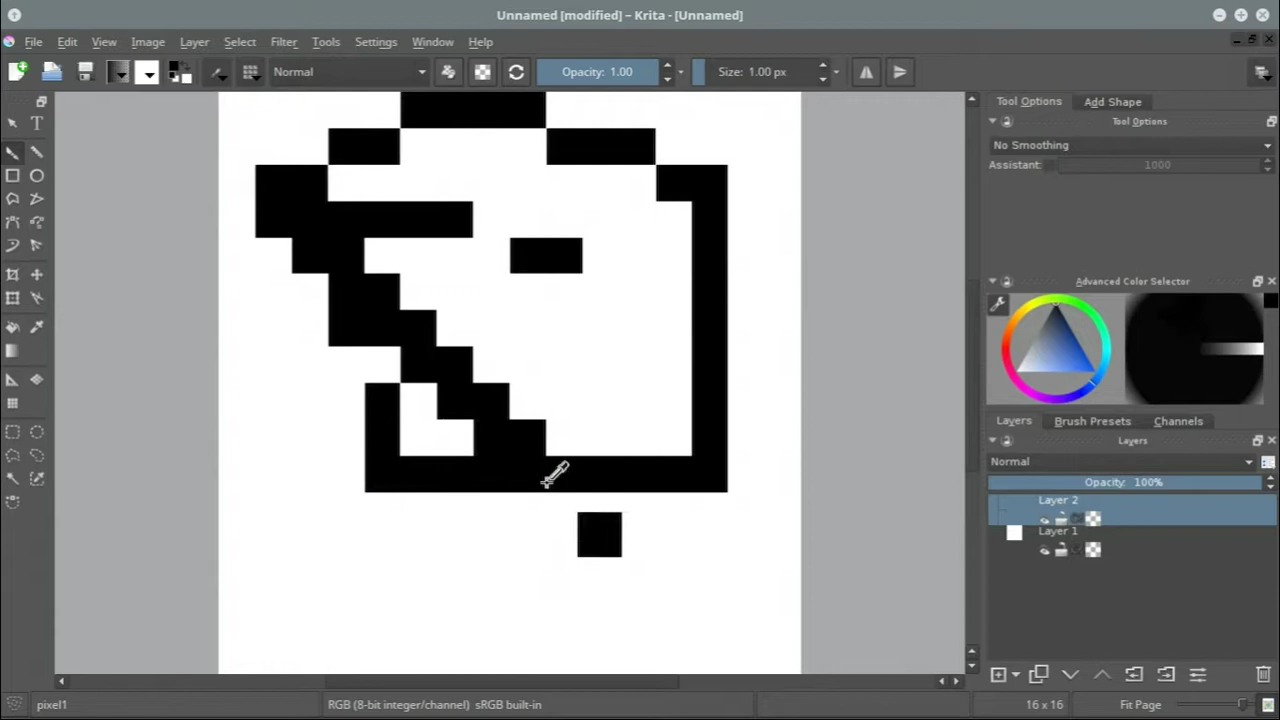 Unnamed [modified] – Krita - [Unnamed]
File Edit View Image Layer Select Filter Tools Settings Window Help
Normal Opacity: 1.00 Size: 1.00 px
T
Tool Options Add Shape
Tool Options
No Smoothing
Assistant: 1000
Advanced Color Selector
Layers Brush Presets Channels
Layers
Normal
Opacity: 100%
Layer 2
Layer 1
pixel1 RGB (8-bit integer/channel) sRGB built-in 16 x 16 Fit Page